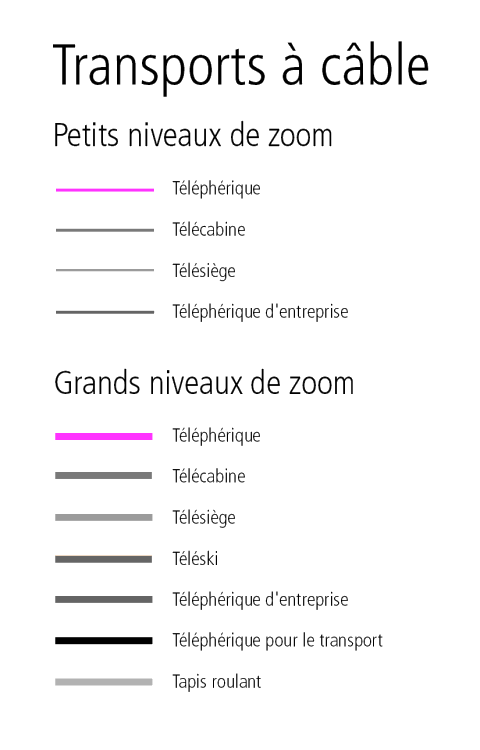 Transports à câble
Petits niveaux de zoom
Téléphérique
Télécabine
Télésiège
Téléphérique d'entreprise
Grands niveaux de zoom
Téléphérique
Télécabine
Télésiège
Téléski
Téléphérique d'entreprise
Téléphérique pour le transport
Tapis roulant